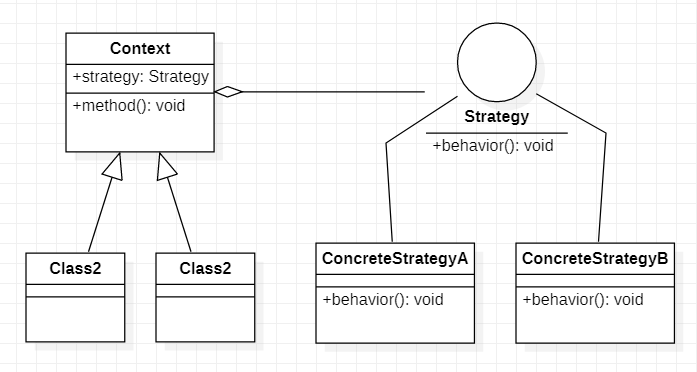 Context
+strategy: Strategy
+method(): void
Strategy
+behavior(): void
Class2
Class2
ConcreteStrategyA
+behavior(): void
ConcreteStrategyB
+behavior(): void